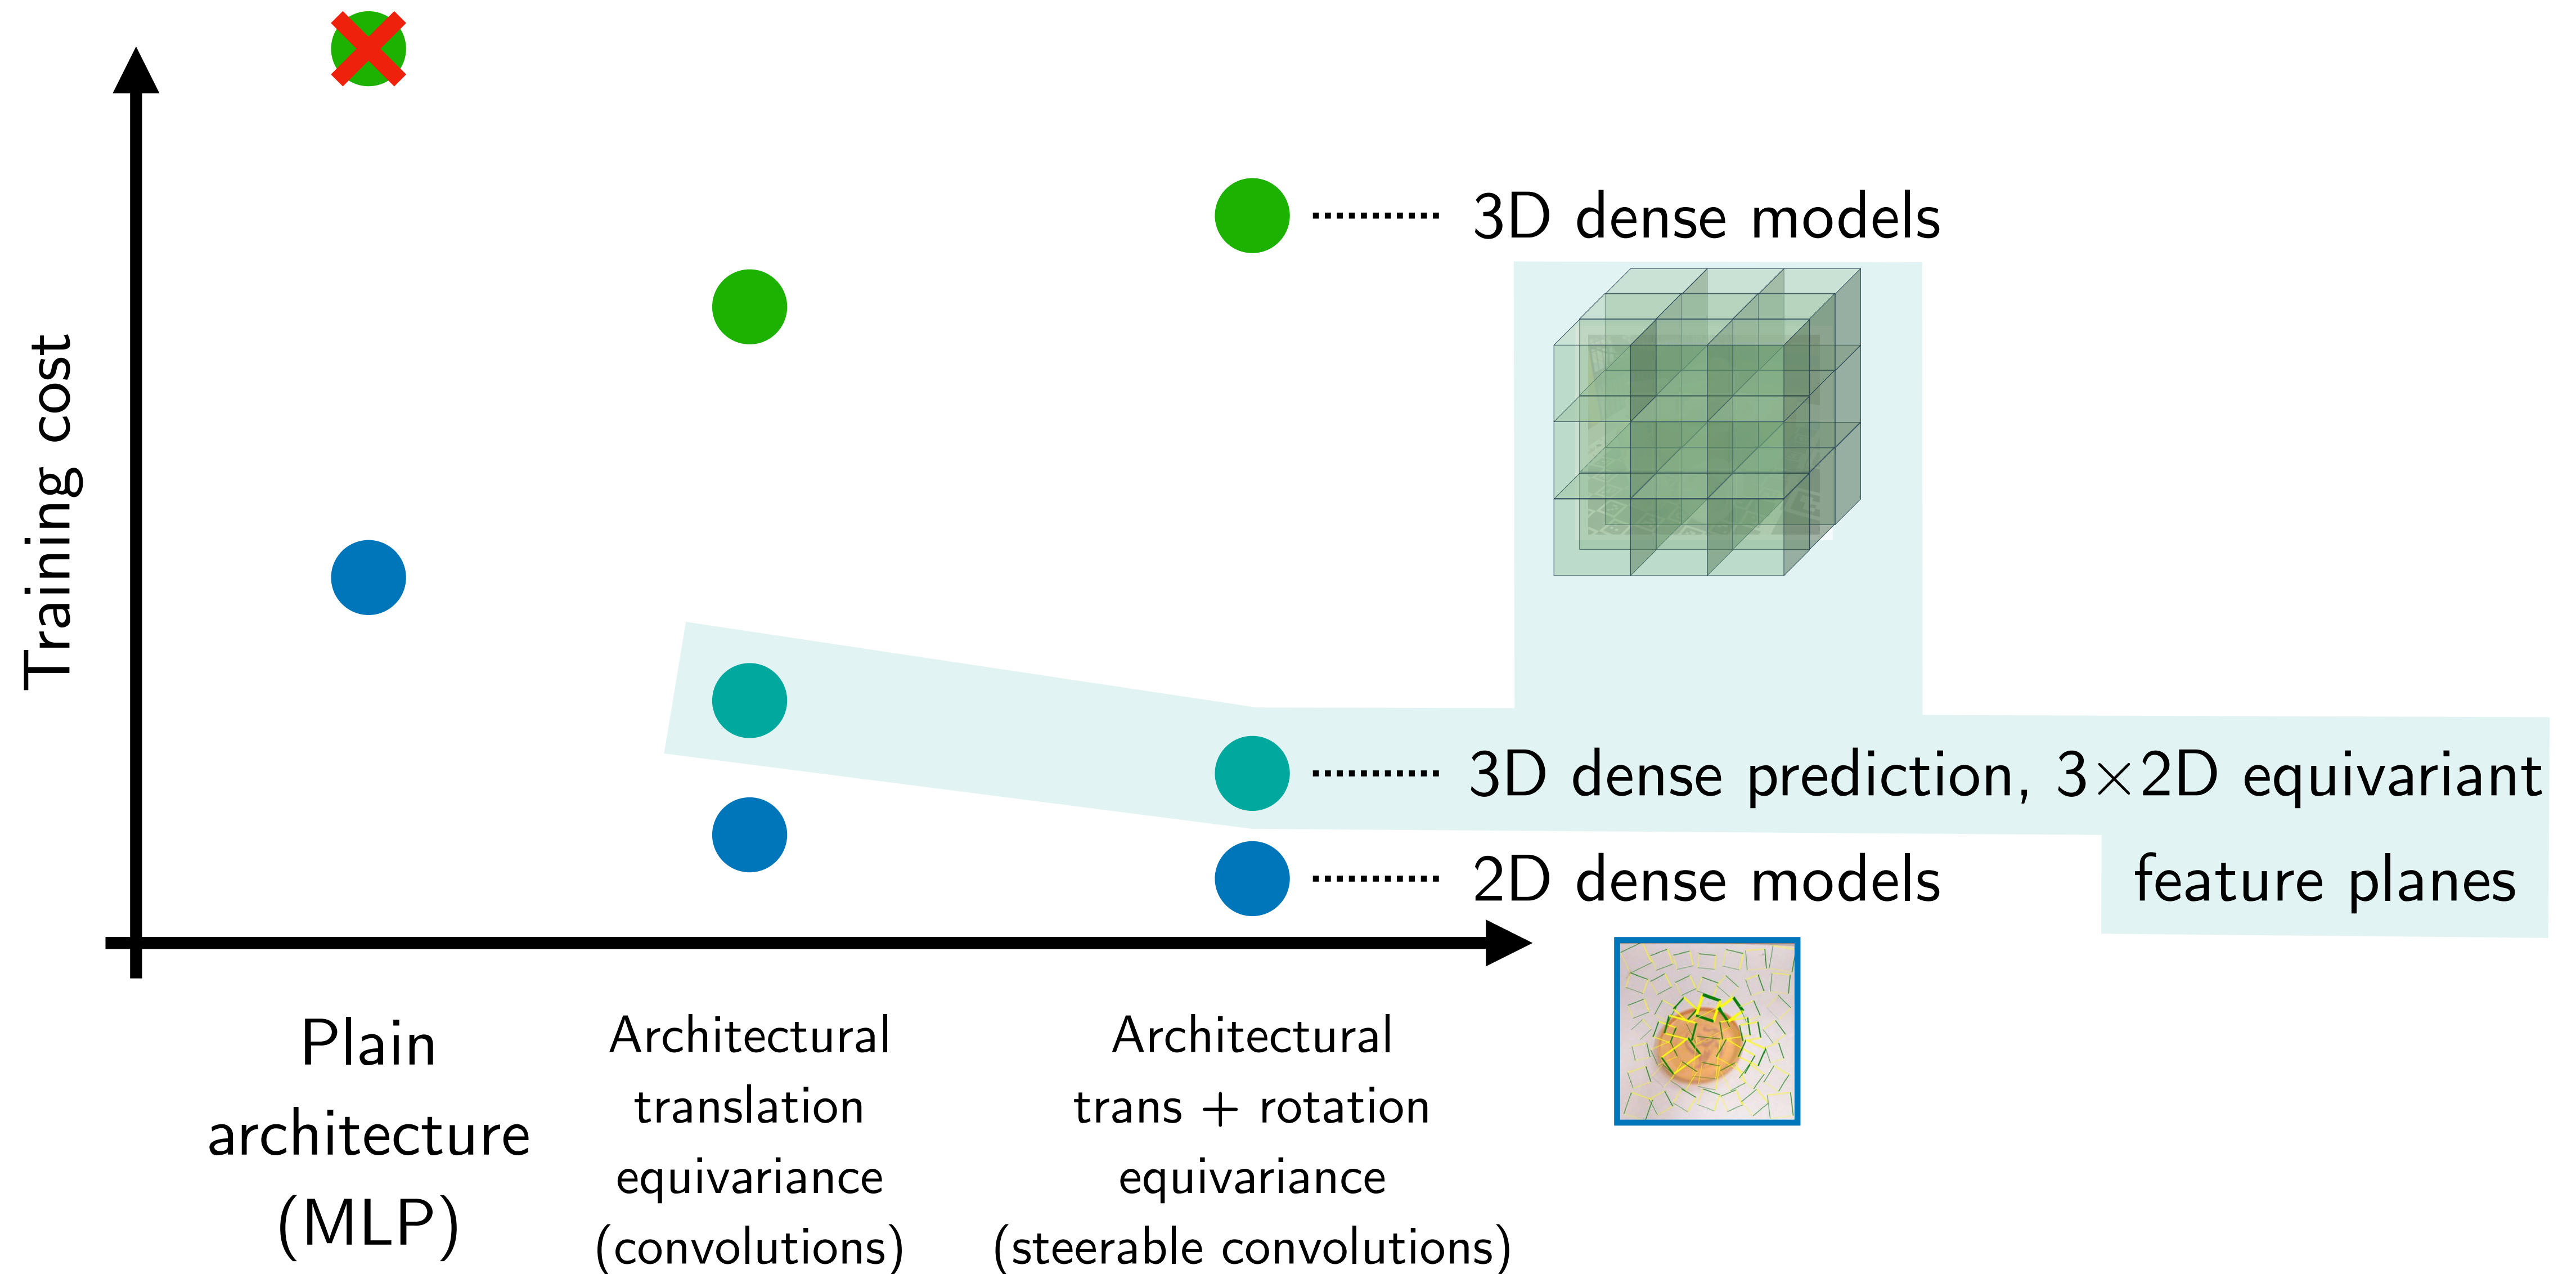 Training cost
3D dense models
3D dense prediction, 3×2D equivariant
feature planes
2D dense models
Plain
architecture
(MLP)
Architectural
translation
equivariance
(convolutions)
Architectural
trans + rotation
equivariance
(steerable convolutions)